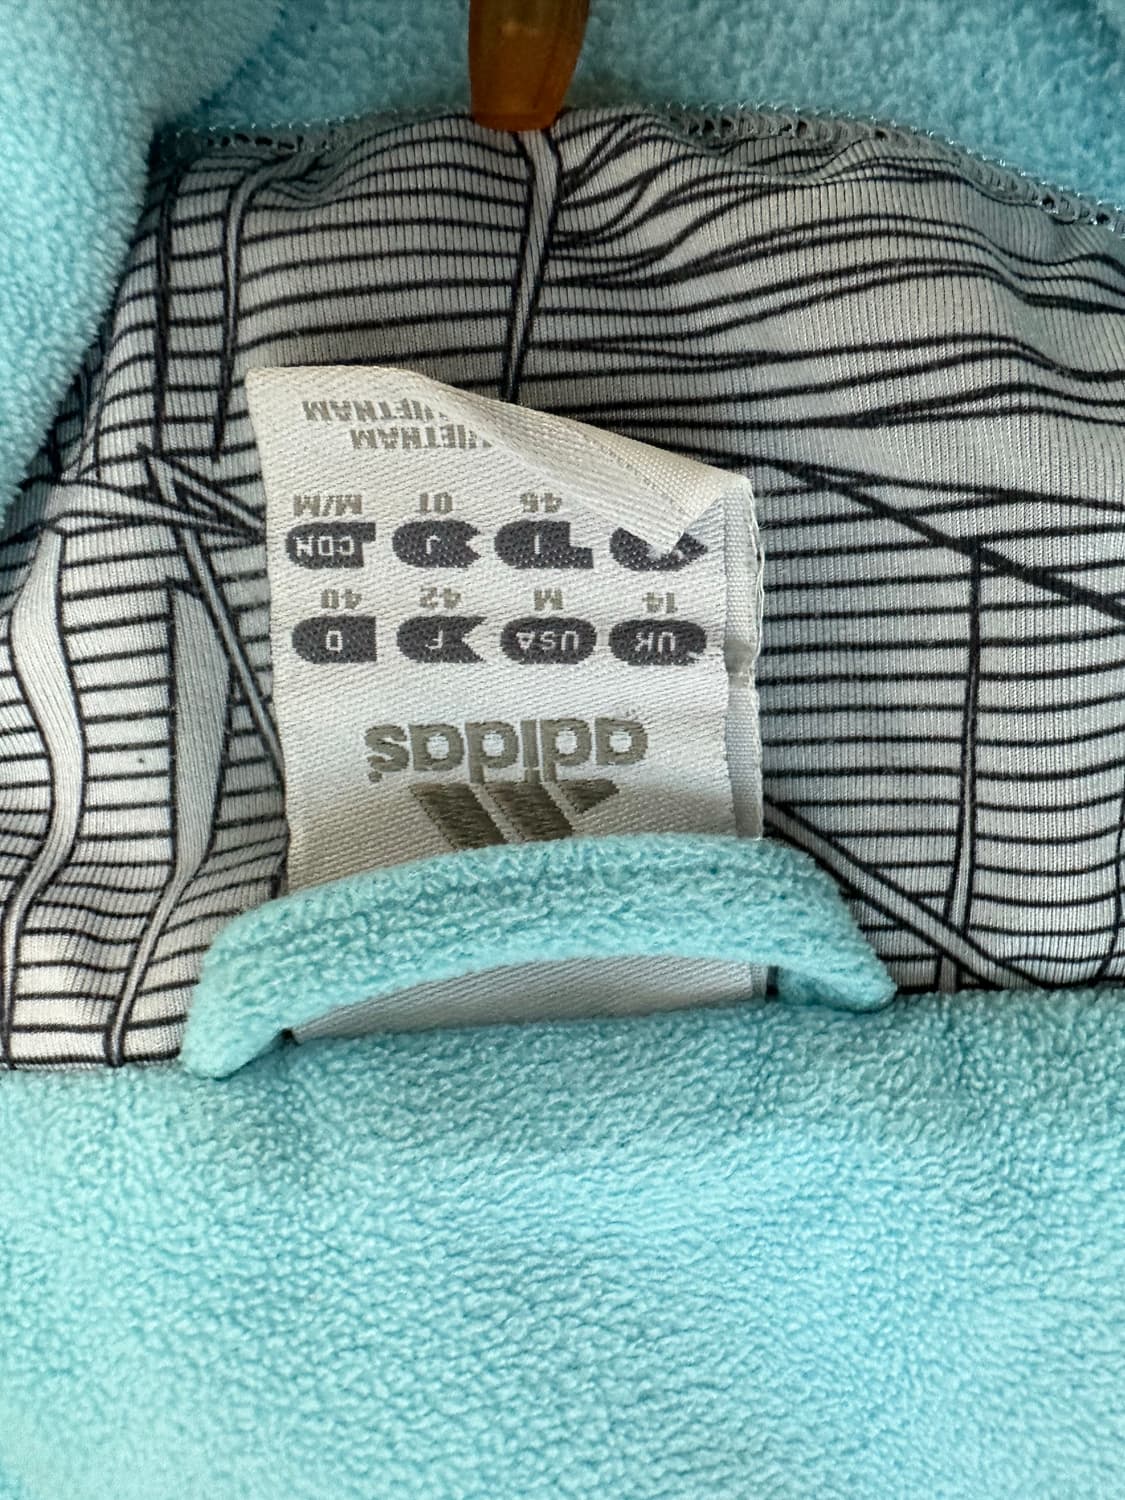 adidas
UK USA F D
14 M 42 40
I J CDN
46 M/M
VIETNAM